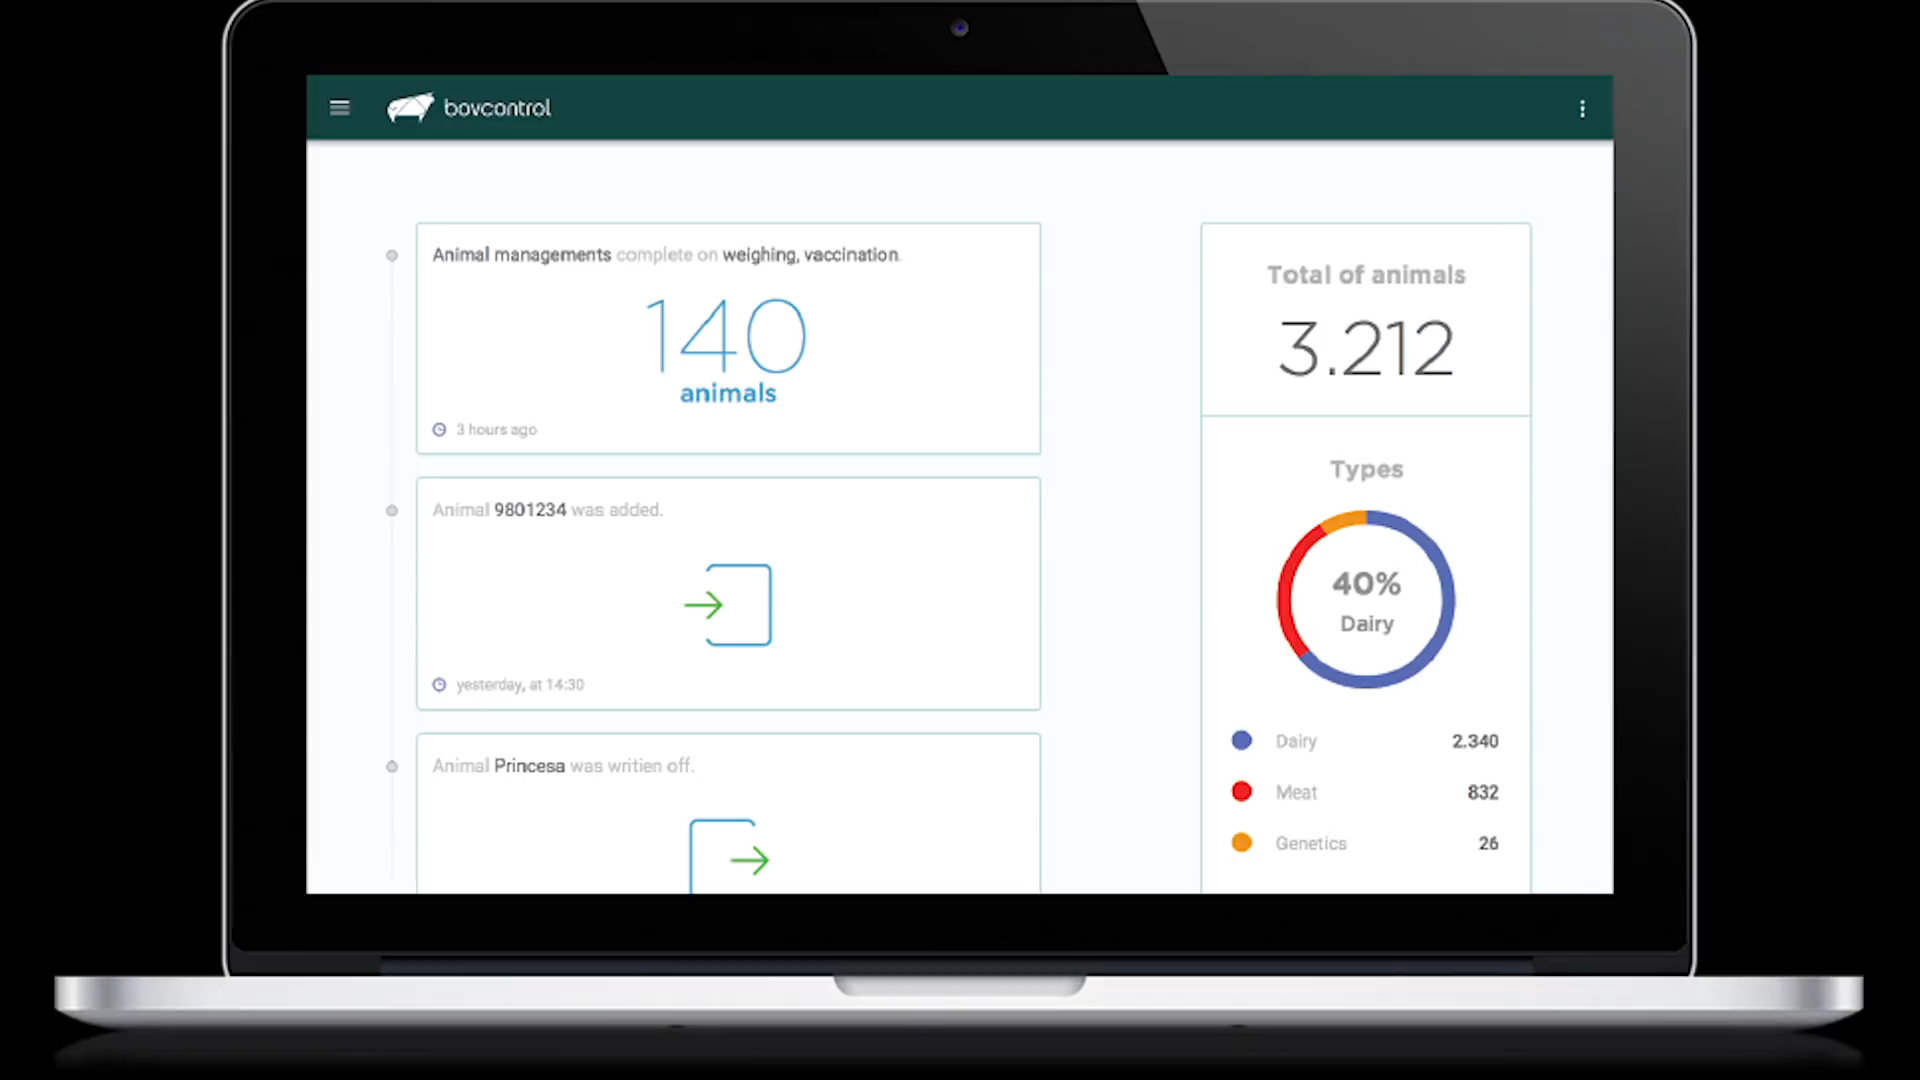 bovcontrol
Animal managements complete on weighing, vaccination.
140
animals
3 hours ago
Animal 9801234 was added.
yesterday, at 14:30
Animal Princesa was writien off.
Total of animals
3.212
Types
40%
Dairy
Dairy 2.340
Meat 832
Genetics 26